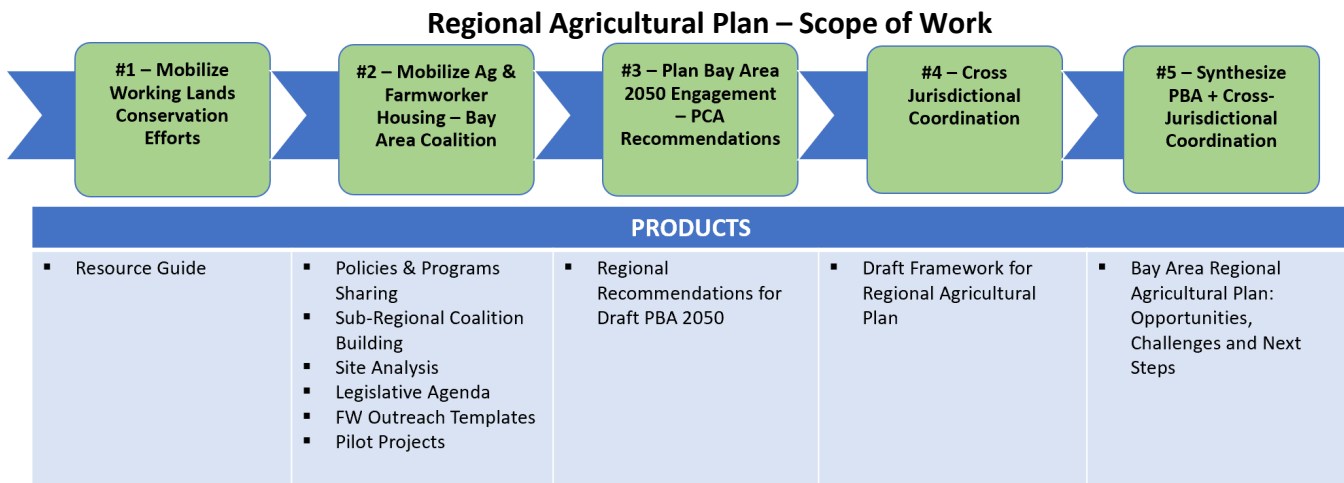 Regional Agricultural Plan – Scope of Work
#1 – Mobilize
Working Lands
Conservation
Efforts
#2 – Mobilize Ag &
Farmworker
Housing – Bay
Area Coalition
#3 – Plan Bay Area
2050 Engagement
– PCA
Recommendations
#4 – Cross
Jurisdictional
Coordination
#5 – Synthesize
PBA + Cross-
Jurisdictional
Coordination
PRODUCTS
▪ Resource Guide
▪ Policies & Programs
Sharing
▪ Sub-Regional Coalition
Building
▪ Site Analysis
▪ Legislative Agenda
▪ FW Outreach Templates
▪ Pilot Projects
▪ Regional
Recommendations for
Draft PBA 2050
▪ Draft Framework for
Regional Agricultural
Plan
▪ Bay Area Regional
Agricultural Plan:
Opportunities,
Challenges and Next
Steps